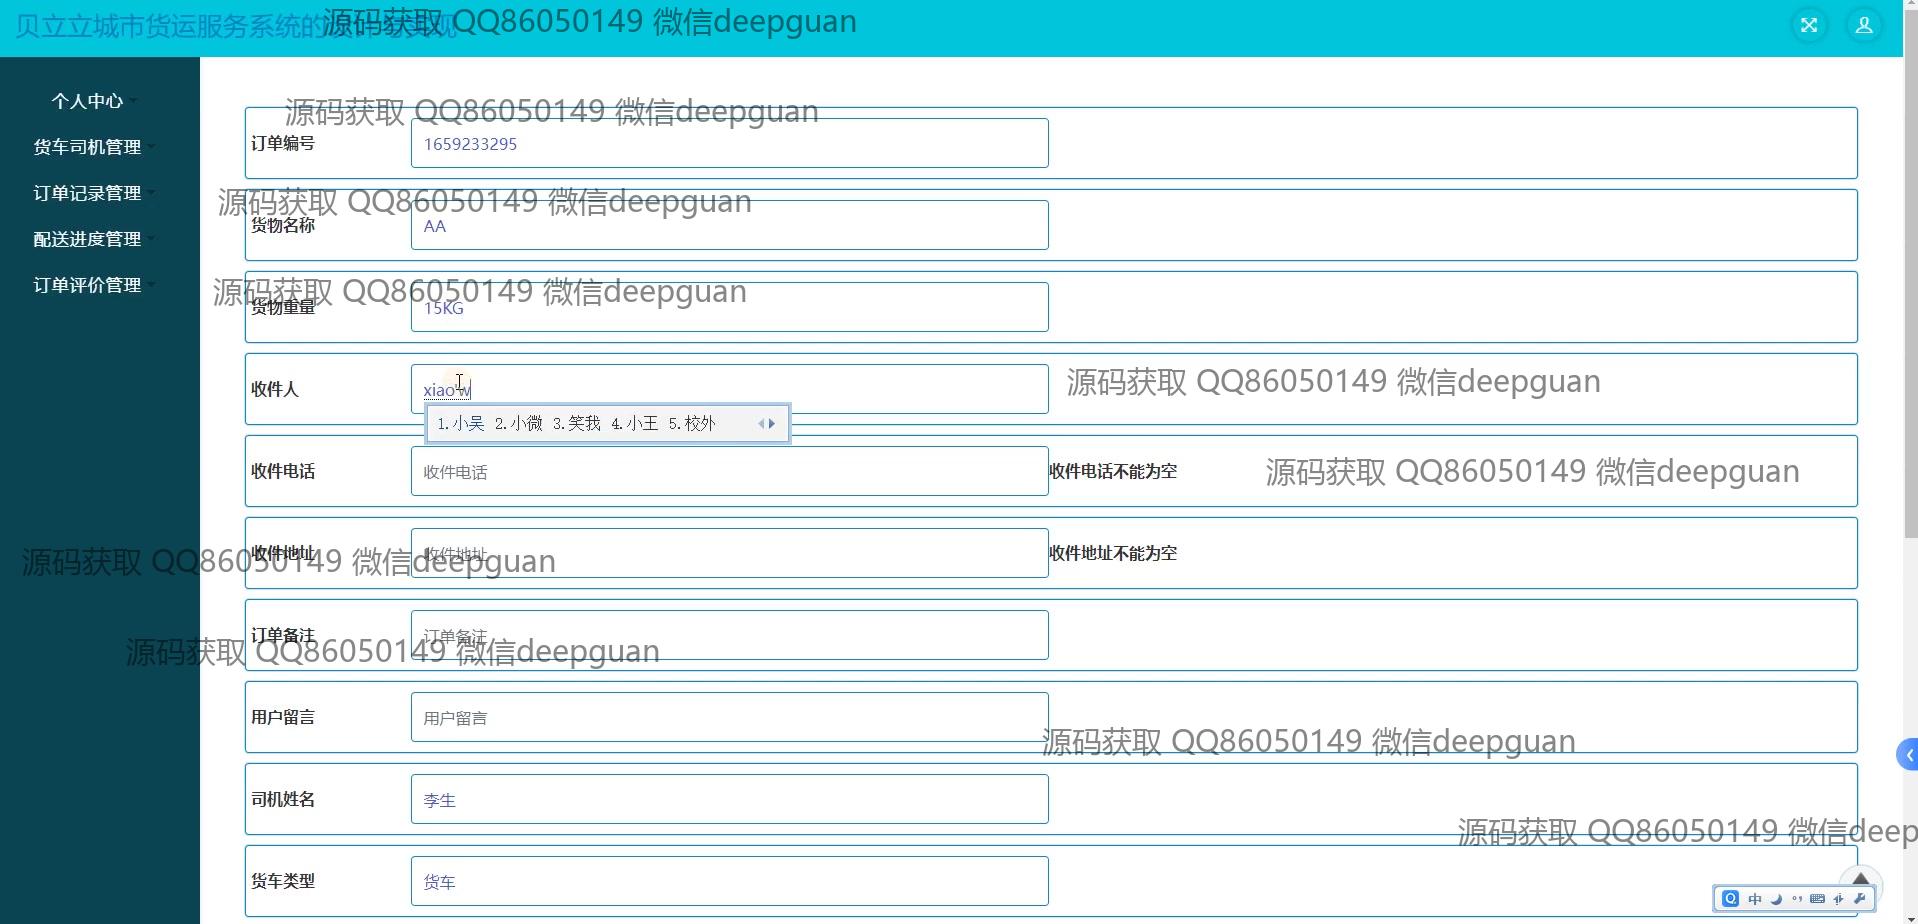 贝立立城市货运服务系统的设计与实现
源码获取 QQ86050149 微信deepguan
个人中心
货车司机管理
订单记录管理
配送进度管理
订单评价管理
源码获取 QQ86050149 微信deepguan
订单编号 1659233295
源码获取 QQ86050149 微信deepguan
货物名称 AA
源码获取 QQ86050149 微信deepguan
货物重量 15KG
收件人 xiao'w
源码获取 QQ86050149 微信deepguan
1.小吴 2.小微 3.笑我 4.小王 5.校外
收件电话 收件电话 收件电话不能为空
源码获取 QQ86050149 微信deepguan
收件地址 收件地址 收件地址不能为空
源码获取 QQ86050149 微信deepguan
订单备注 订单备注
源码获取 QQ86050149 微信deepguan
用户留言 用户留言
源码获取 QQ86050149 微信deepguan
司机姓名 李生
源码获取 QQ86050149 微信deep
货车类型 货车
中